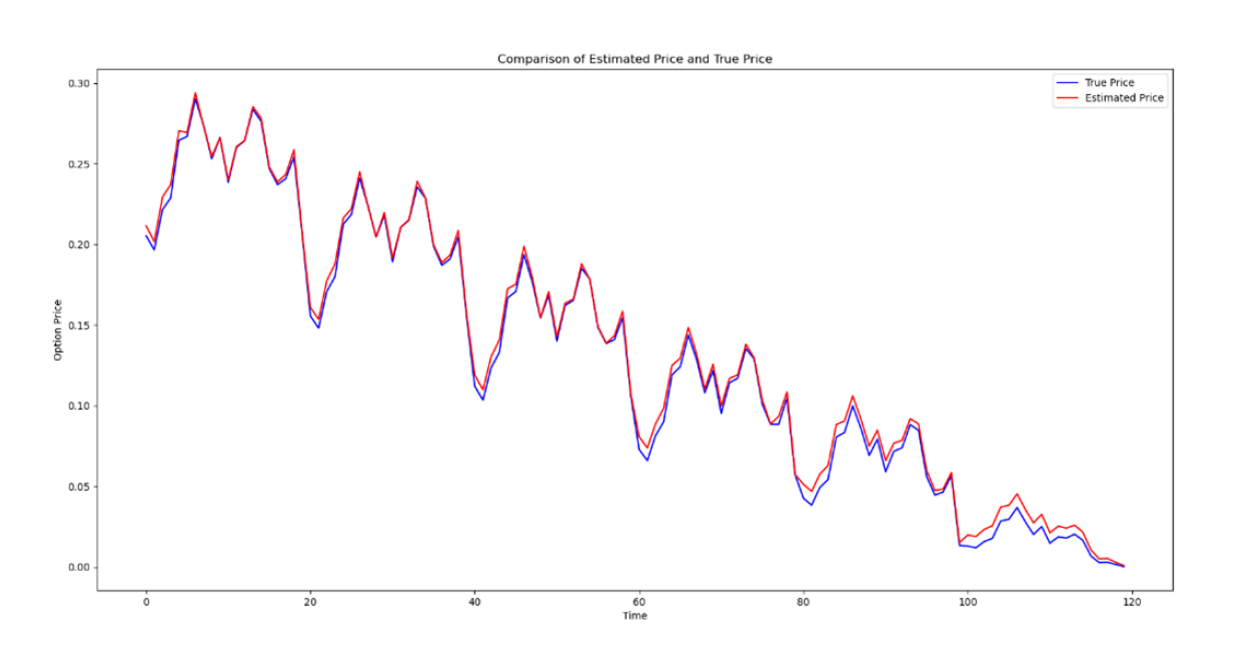 Comparison of Estimated Price and True Price
True Price
Estimated Price
0.30
0.25
0.20
0.15
0.10
0.05
0.00
Option Price
0 20 40 60 80 100 120
Time